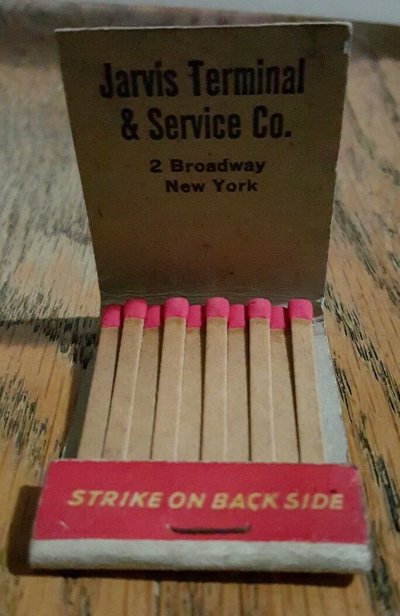 Jarvis Terminal
& Service Co.
2 Broadway
New York
STRIKE ON BACK SIDE